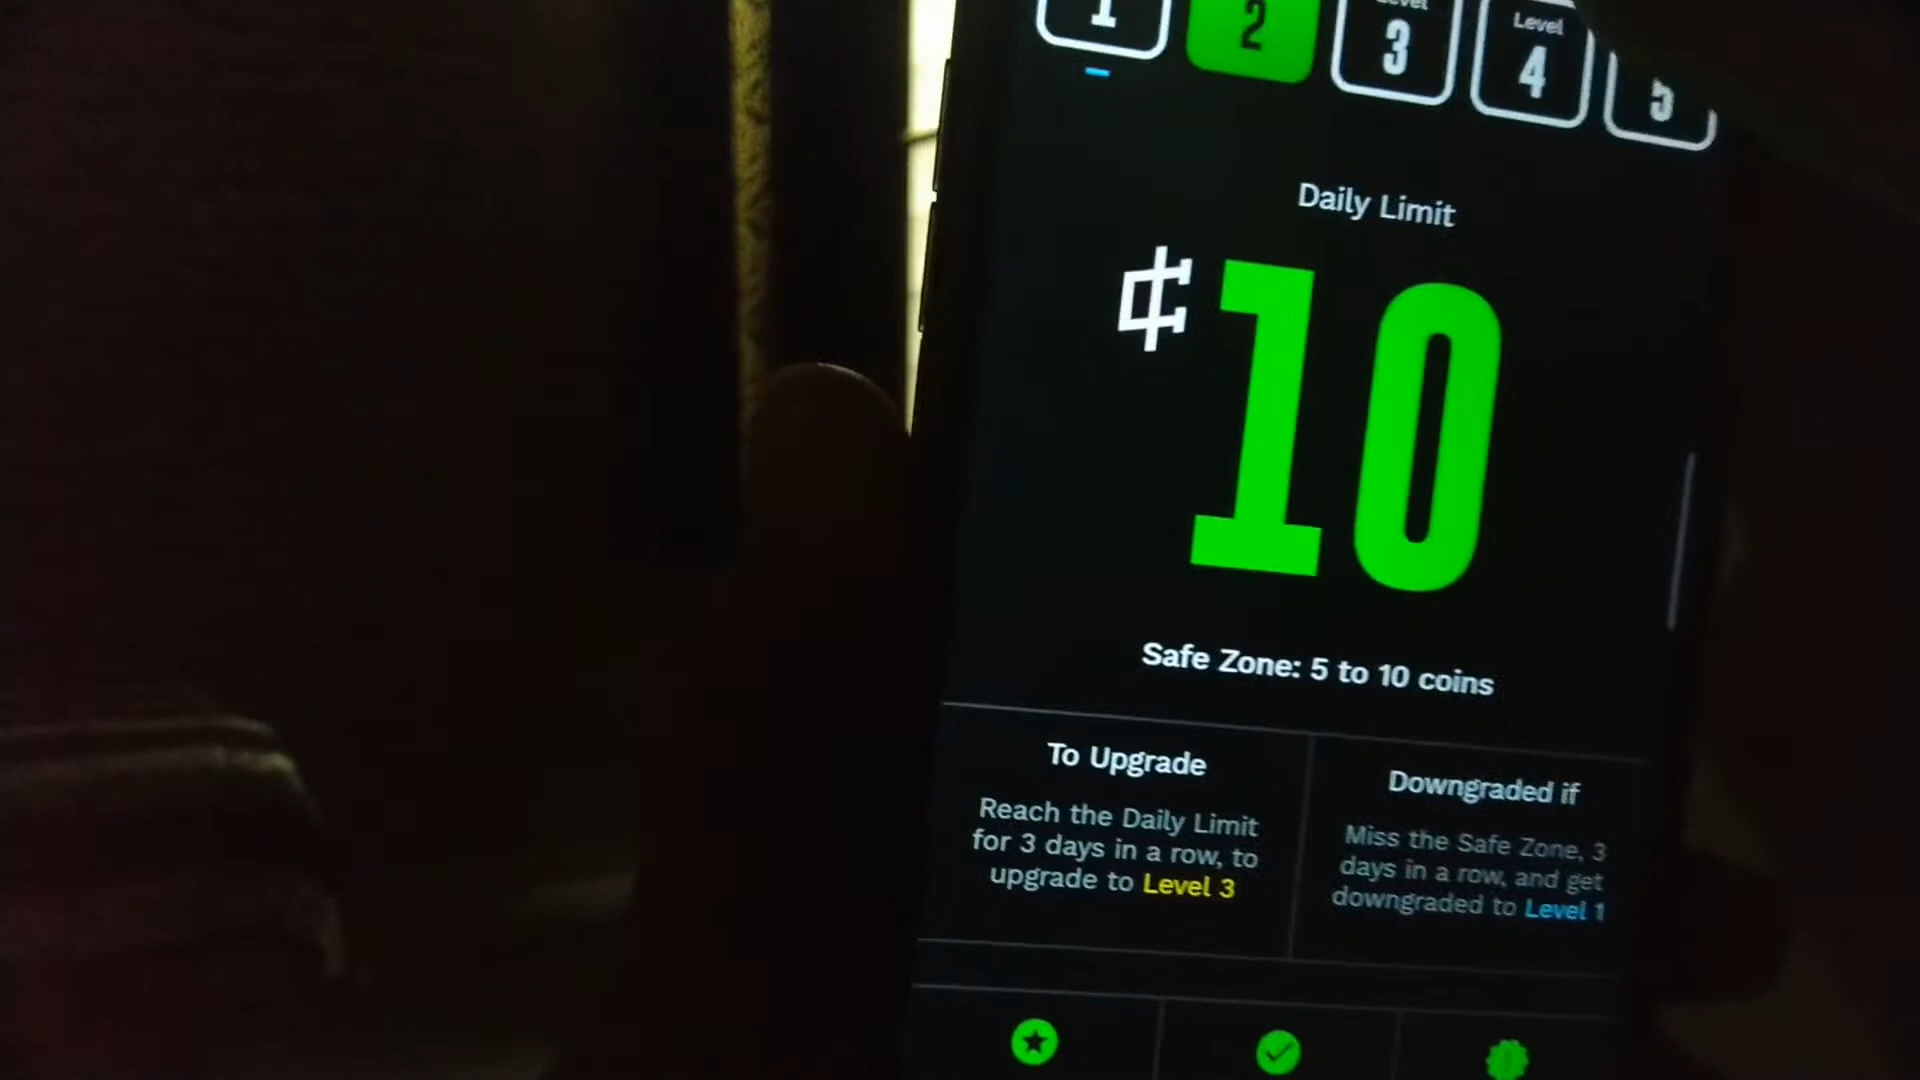 1
2
Level
3
Level
4
5
Daily Limit
₵10
Safe Zone: 5 to 10 coins
To Upgrade
Reach the Daily Limit
for 3 days in a row, to
upgrade to Level 3
Downgraded if
Miss the Safe Zone, 3
days in a row, and get
downgraded to Level 1